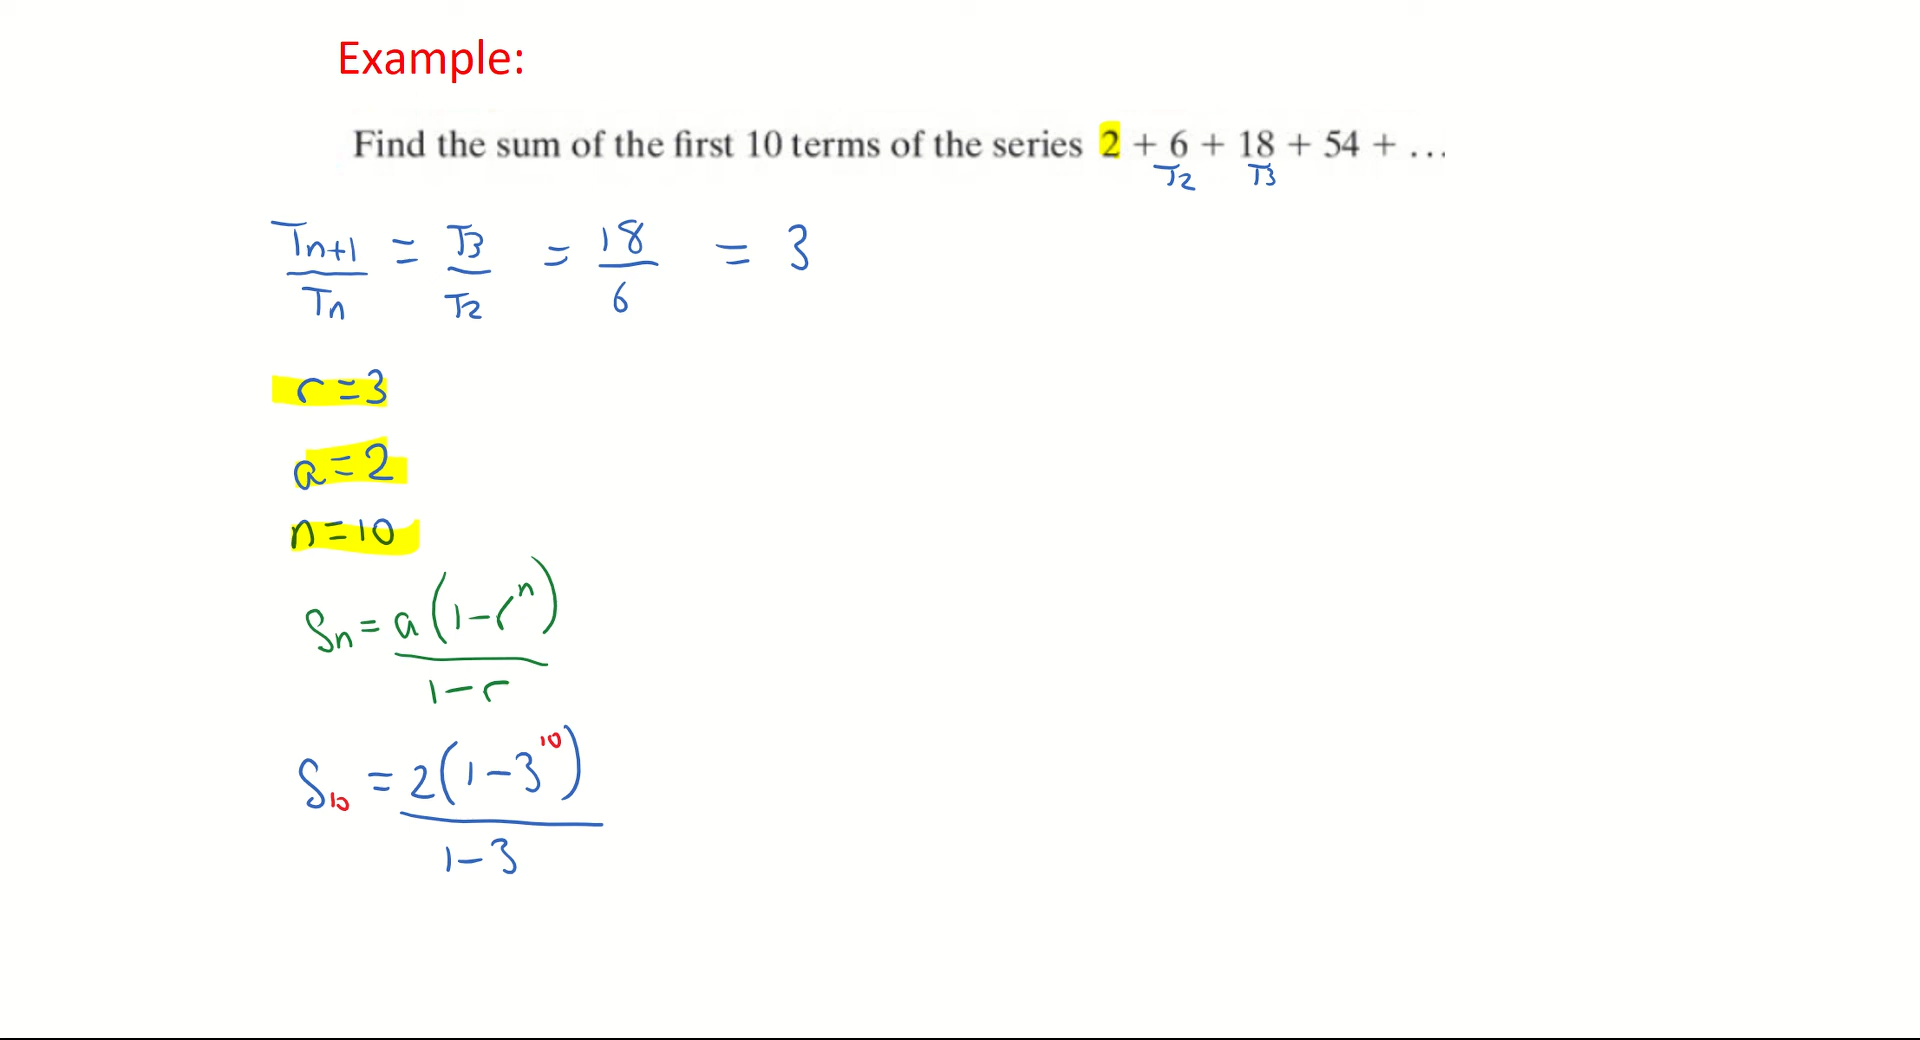 Example:
Find the sum of the first 10 terms of the series 2 + 6 + 18 + 54 + ...
T2 T3
Tn+1/Tn = T3/T2 = 18/6 = 3
r = 3
a = 2
n = 10
Sn = a(1-r^n)/1-r
S10 = 2(1-3^10)/1-3